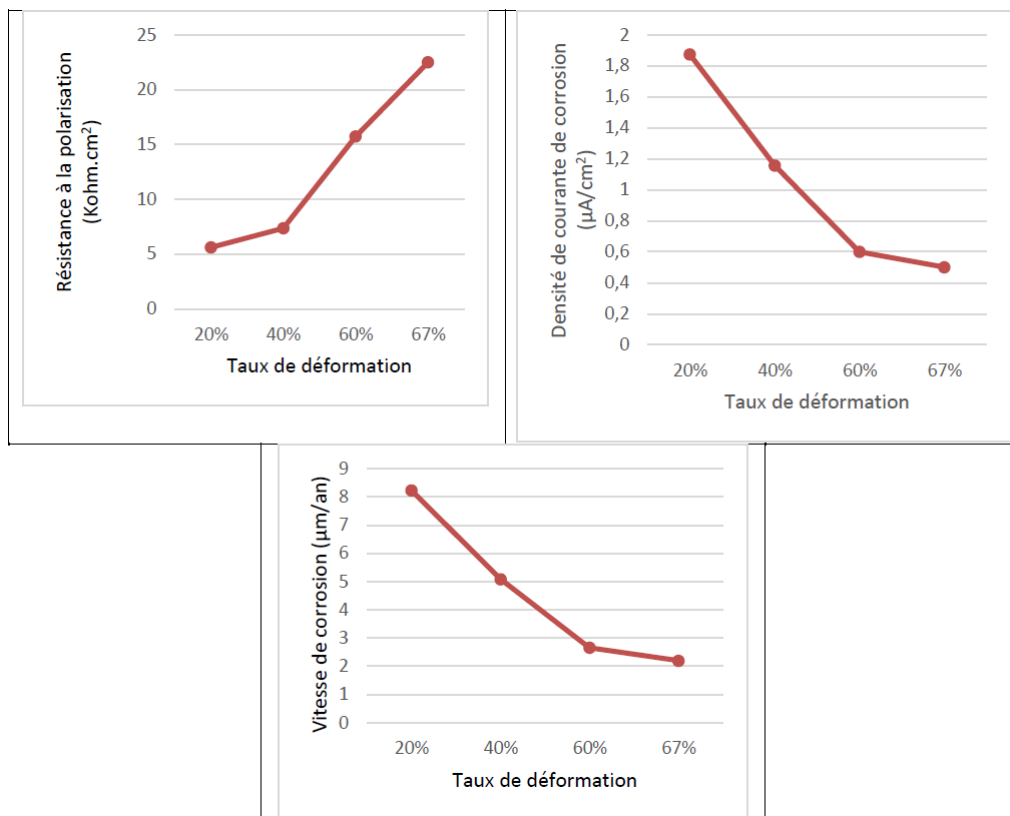 Résistance à la polarisation
(Kohm.cm²)
25
20
15
10
5
0
20% 40% 60% 67%
Taux de déformation
Densité de courante de corrosion
(µA/cm²)
2
1,8
1,6
1,4
1,2
1
0,8
0,6
0,4
0,2
0
20% 40% 60% 67%
Taux de déformation
Vitesse de corrosion (µm/an)
9
8
7
6
5
4
3
2
1
0
20% 40% 60% 67%
Taux de déformation